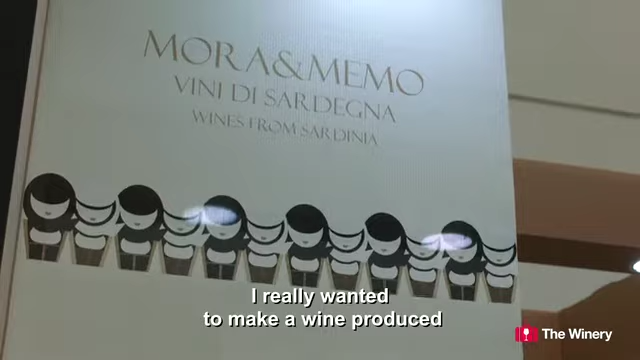 MORA&MEMO
VINI DI SARDEGNA
WINES FROM SARDINIA
I really wanted
to make a wine produced
The Winery